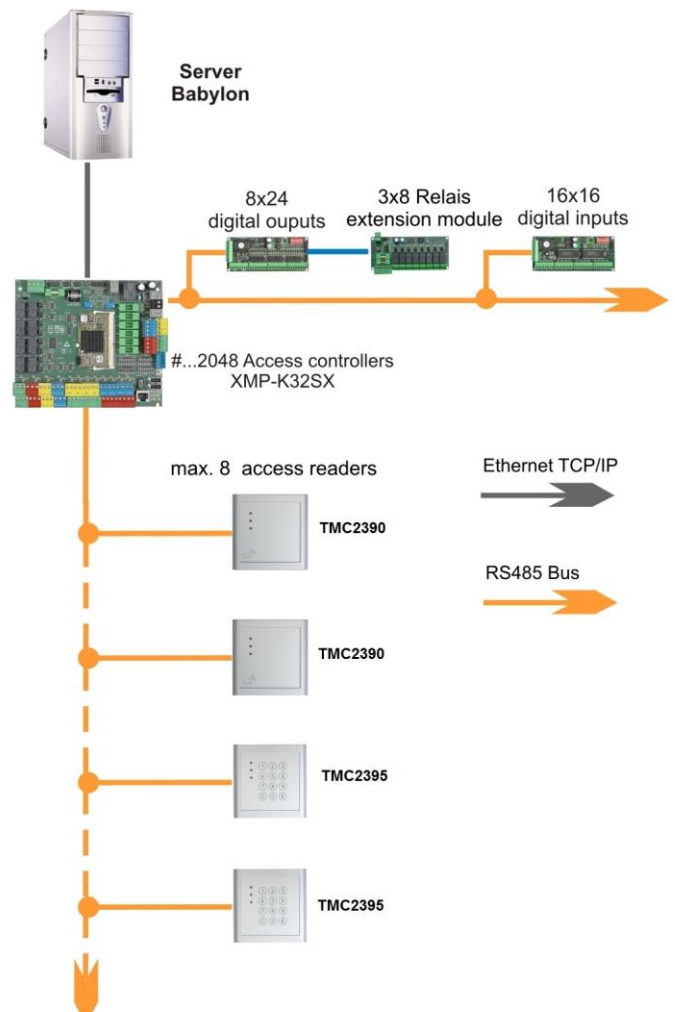 Server
Babylon
8x24
digital ouputs
3x8 Relais
extension module
16x16
digital inputs
#...2048 Access controllers
XMP-K32SX
max. 8 access readers
Ethernet TCP/IP
TMC2390
RS485 Bus
TMC2390
TMC2395
TMC2395